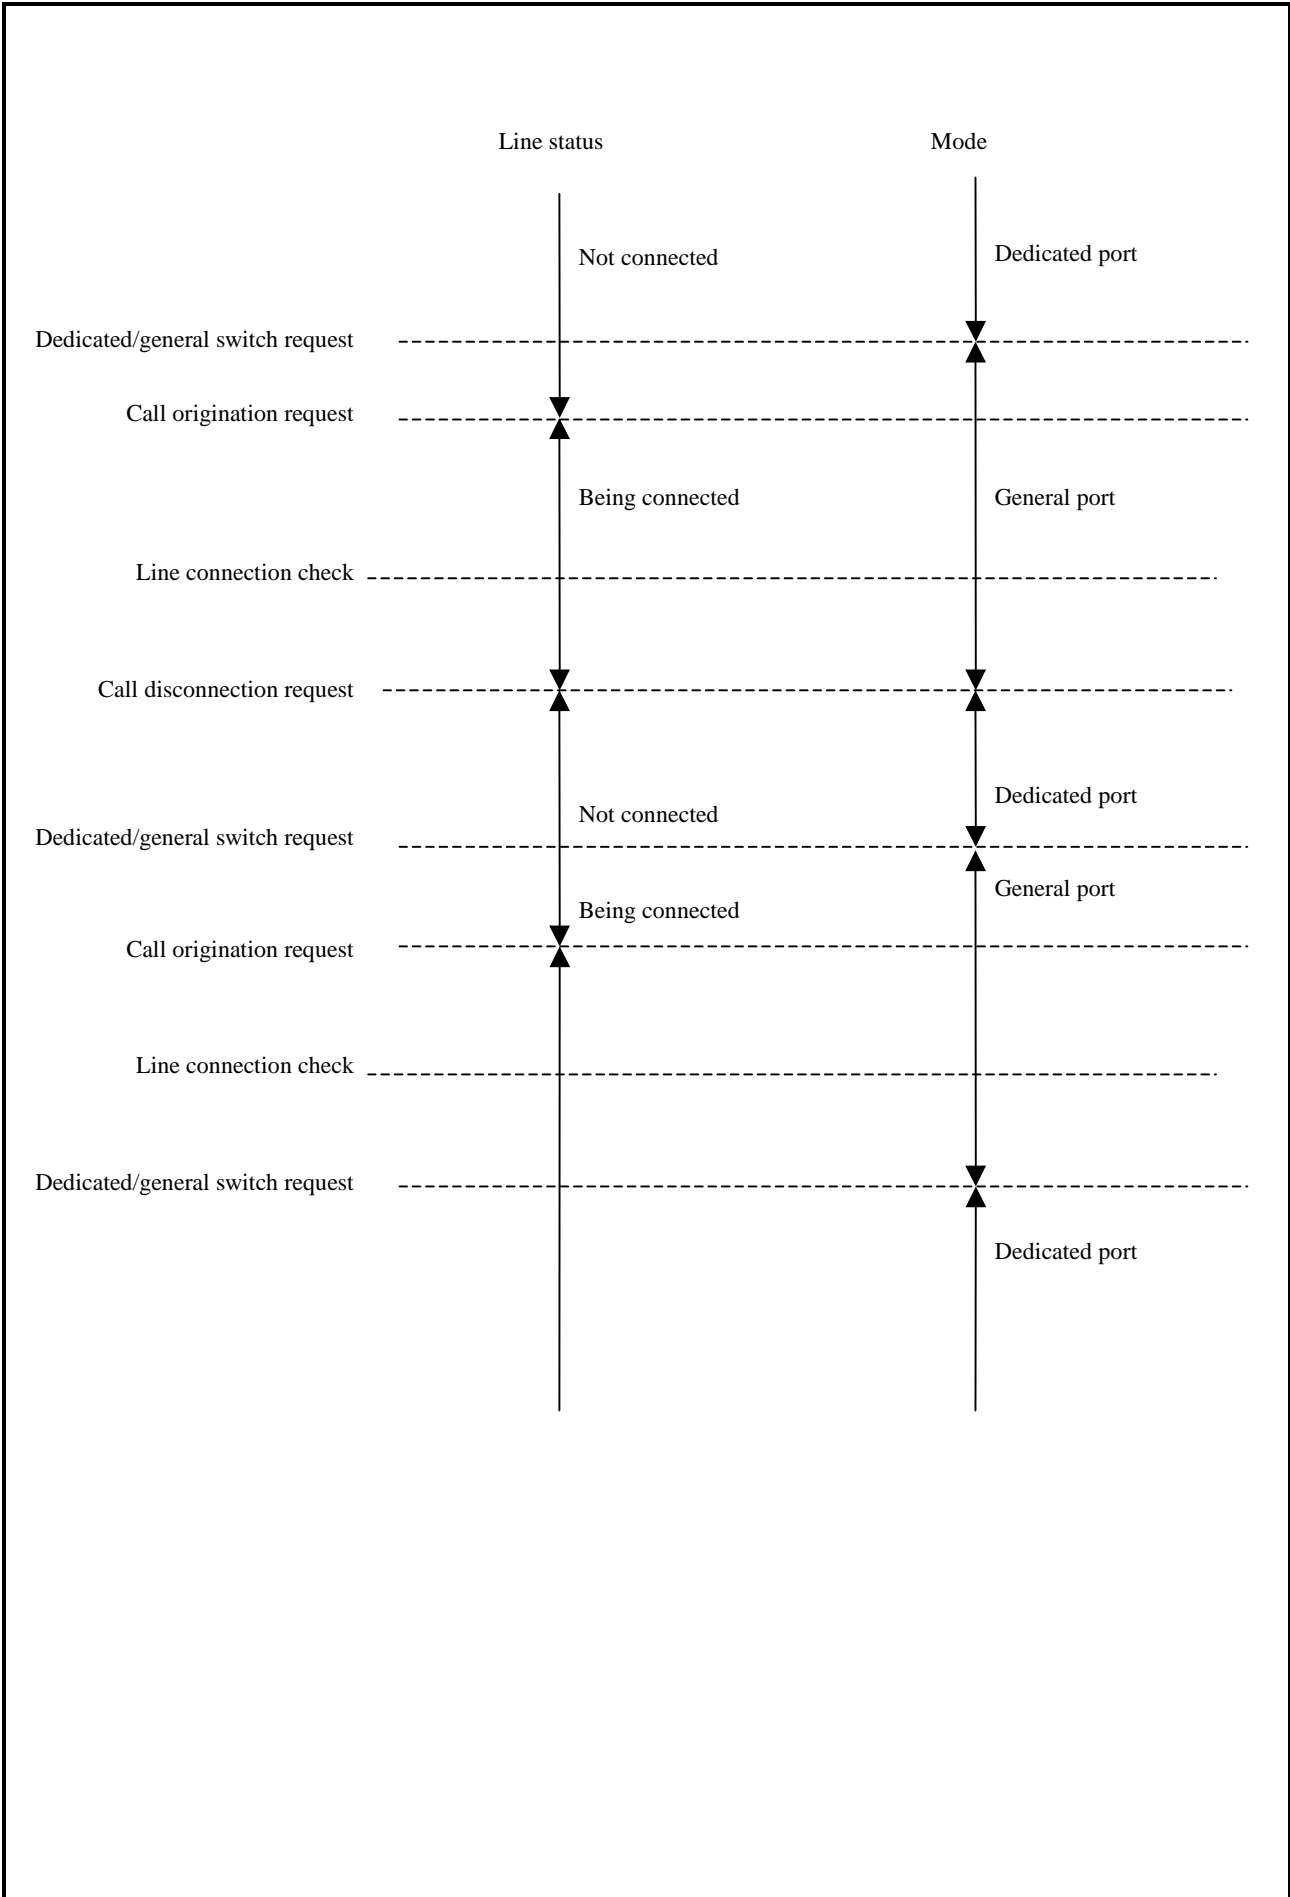 Line status
Mode
Not connected
Dedicated port
Dedicated/general switch request
Call origination request
Being connected
General port
Line connection check
Call disconnection request
Not connected
Dedicated port
Dedicated/general switch request
General port
Being connected
Call origination request
Line connection check
Dedicated/general switch request
Dedicated port